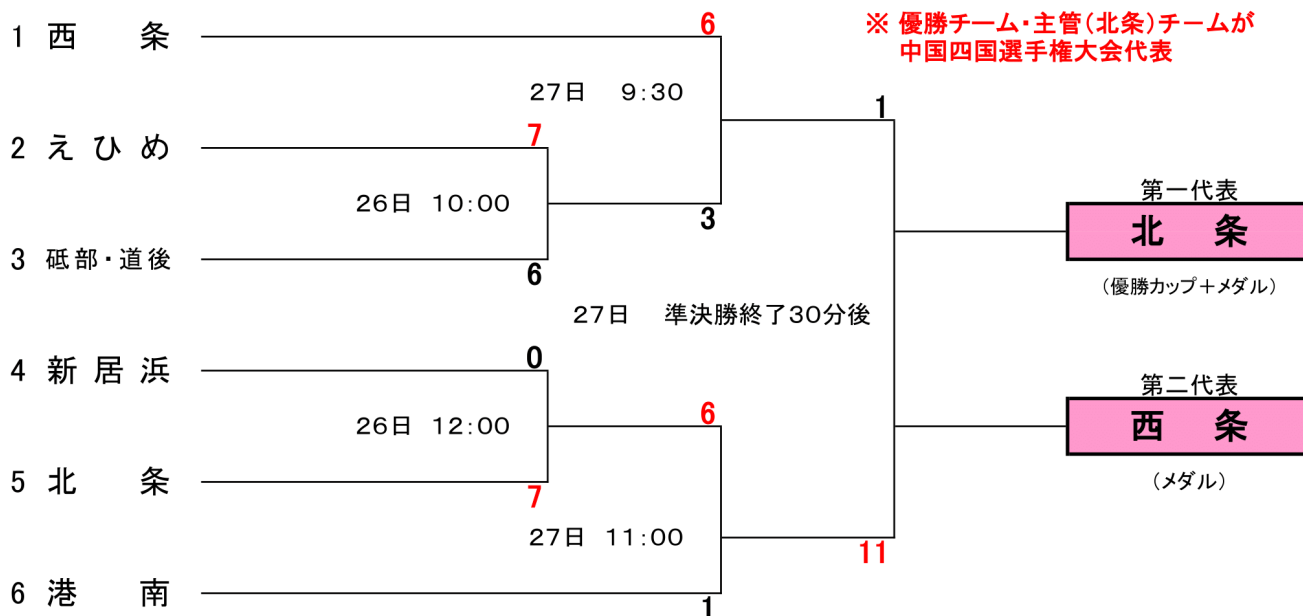 1 西 条
6
※ 優勝チーム・主管(北条)チームが
中国四国選手権大会代表
27日 9:30
1
2 えひめ
7
26日 10:00
3
第一代表
北 条
(優勝カップ+メダル)
3 砥部・道後
6
27日 準決勝終了30分後
4 新居浜
0
26日 12:00
6
第二代表
西 条
(メダル)
5 北 条
7
27日 11:00
11
6 港 南
1